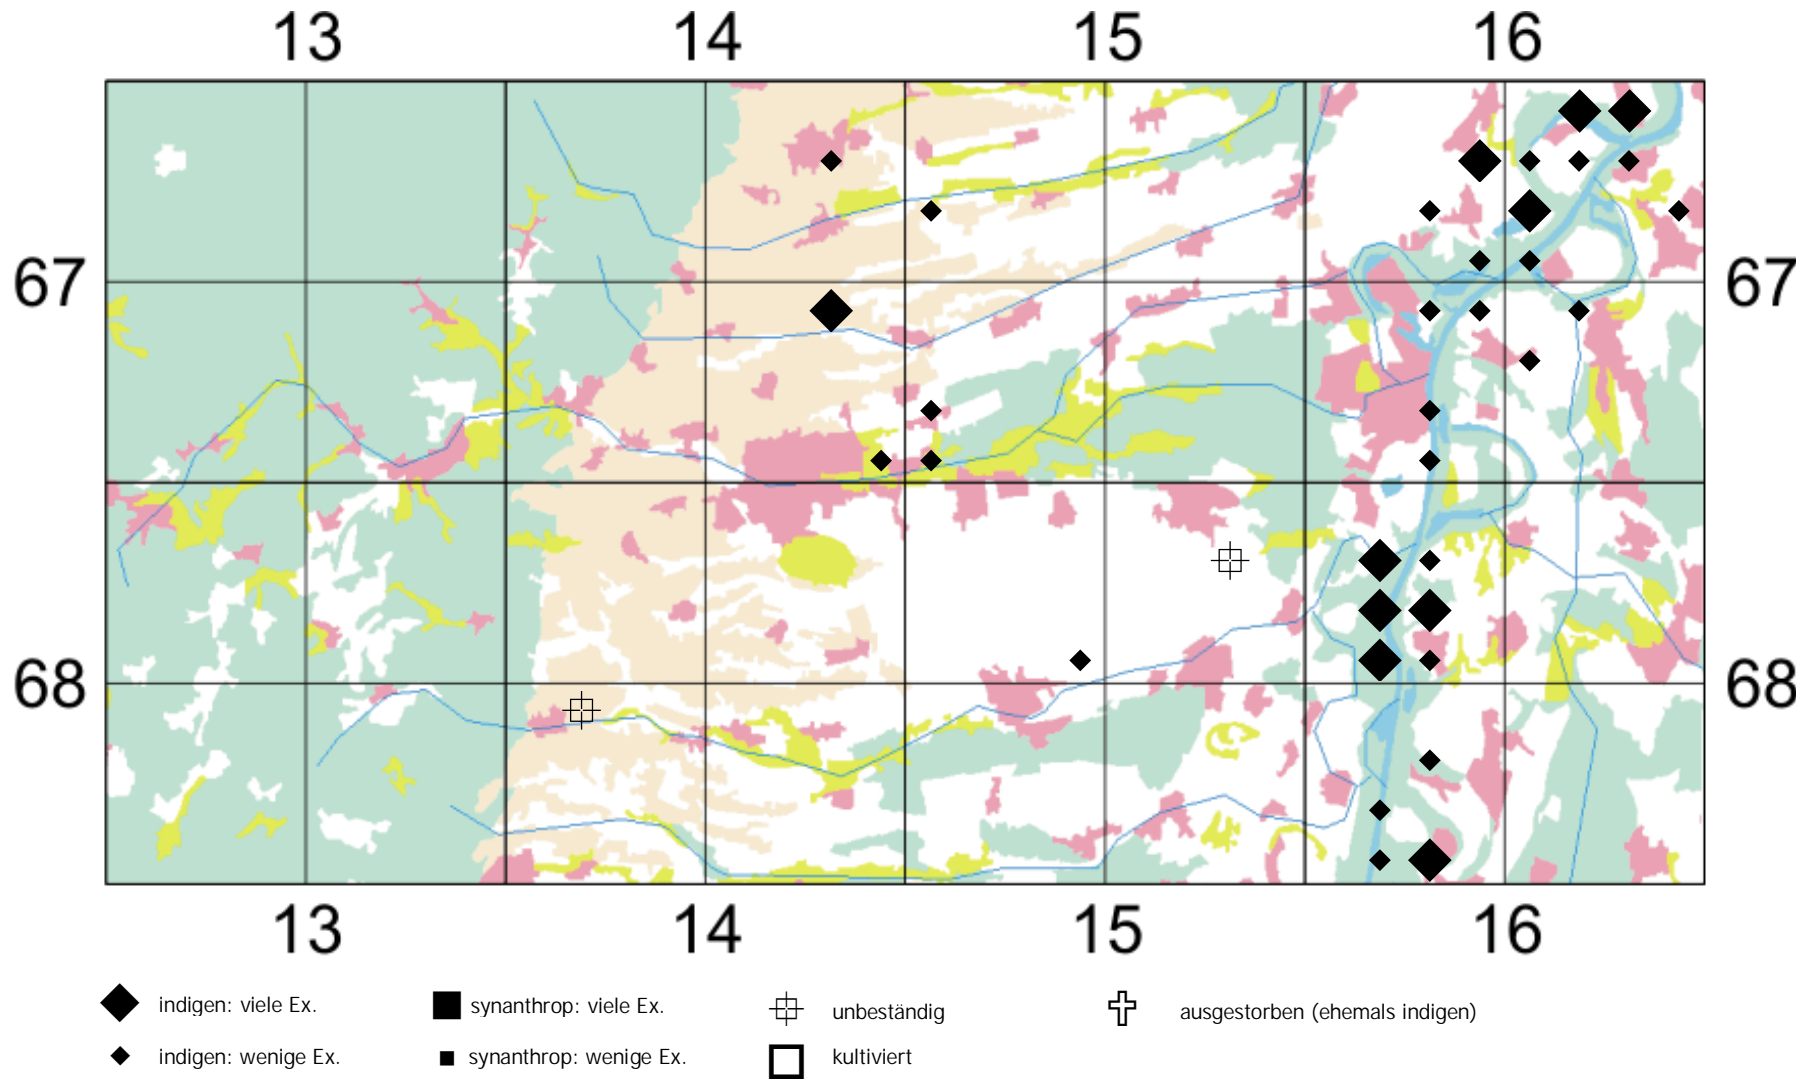 13 14 15 16
67 67
68 68
13 14 15 16
indigen: viele Ex. synanthrop: viele Ex. unbeständig ausgestorben (ehemals indigen)
indigen: wenige Ex. synanthrop: wenige Ex. kultiviert